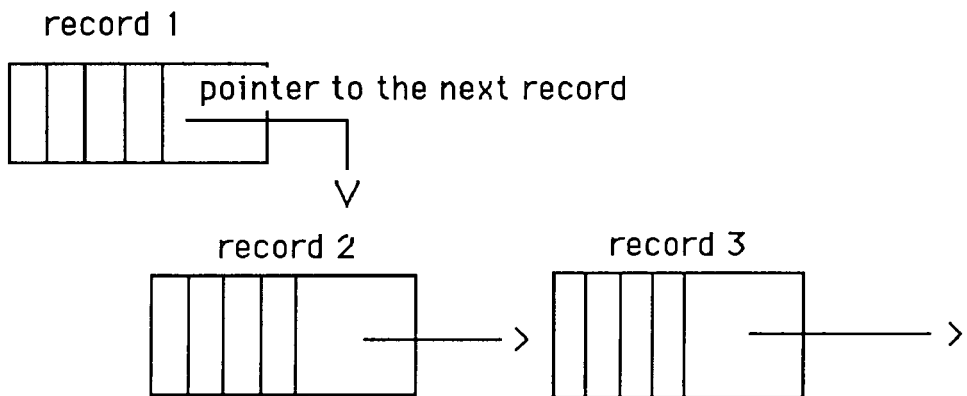 record 1
pointer to the next record
record 2
record 3